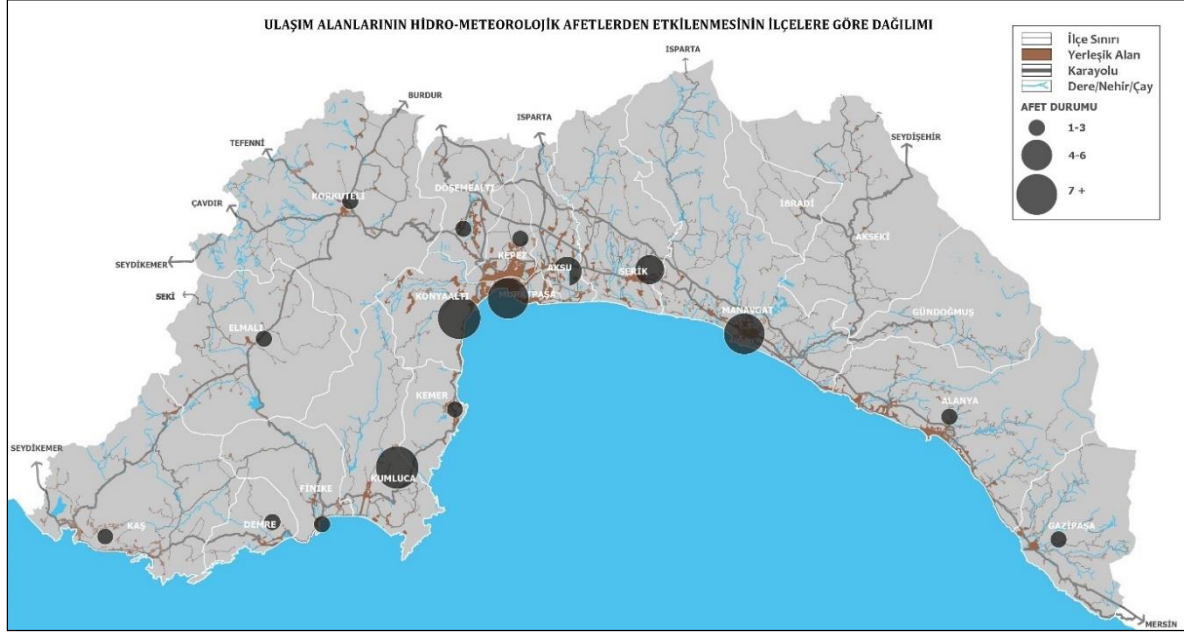 ULAŞIM ALANLARININ HİDRO-METEOROLOJİK AFETLERDEN ETKİLENMESİNİN İLÇELERE GÖRE DAĞILIMI
İlçe Sınırı
Yerleşik Alan
Karayolu
Dere/Nehir/Çay
AFET DURUMU
1-3
4-6
7 +
ISPARTA
BURDUR
ISPARTA
TEFENNİ
SEYDİŞEHİR
KORKUTELİ
DÖŞEMEALTI
ÇAVDIR
İBRADİ
AKSEKİ
KEPEZ
SEYDİKEMER
AKSU
SERİK
SEKİ
KONYAALTI
MURATPAŞA
MANAVGAT
GÜNDOĞMUŞ
ELMALI
KEMER
ALANYA
SEYDİKEMER
KUMLUCA
FİNİKE
KAŞ
DEMRE
GAZİPAŞA
MERSİN